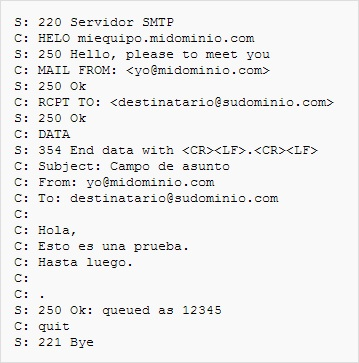 S: 220 Servidor SMTP
C: HELO miequipo.midominio.com
S: 250 Hello, please to meet you
C: MAIL FROM: <yo@midominio.com>
S: 250 Ok
C: RCPT TO: <destinatario@sudominio.com>
S: 250 Ok
C: DATA
S: 354 End data with <CR><LF>.<CR><LF>
C: Subject: Campo de asunto
C: From: yo@midominio.com
C: To: destinatario@sudominio.com
C:
C: Hola,
C: Esto es una prueba.
C: Hasta luego.
C:
C: .
S: 250 Ok: queued as 12345
C: quit
S: 221 Bye